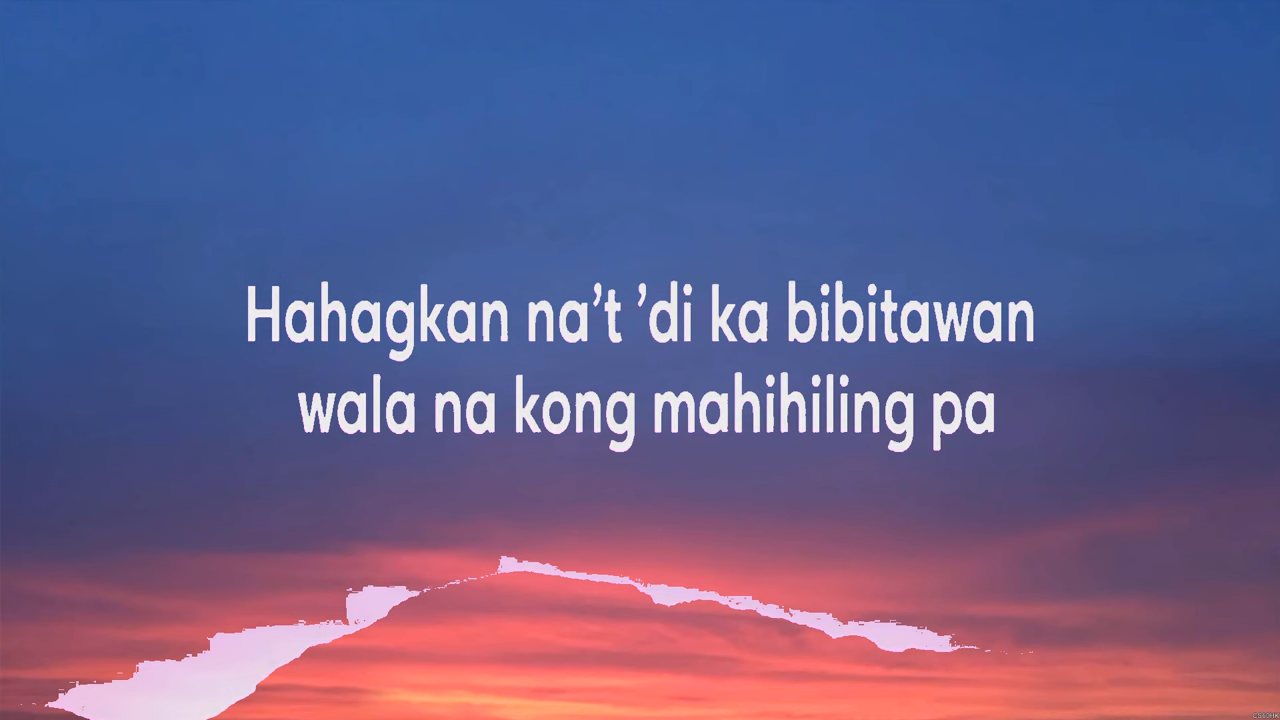 Hahagkan na’t ’di ka bibitawan
wala na kong mahihiling pa